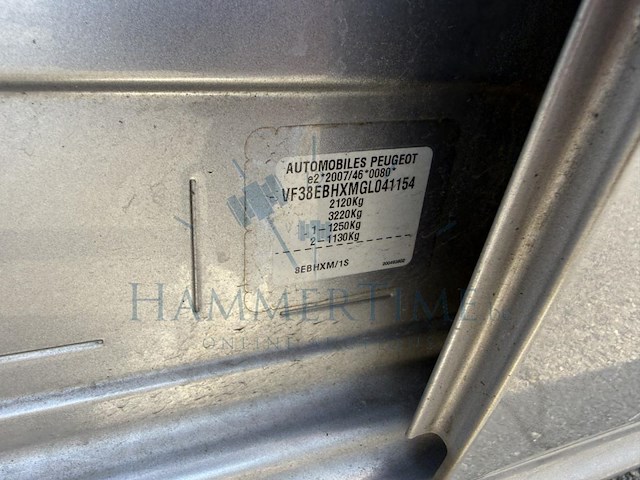 AUTOMOBILES PEUGEOT
e2*2007/46*0080*
VF38EBHXMGL041154
2120Kg
3220Kg
1-1250Kg
2-1130Kg
8EBHXM/1S
HAMMERTIME